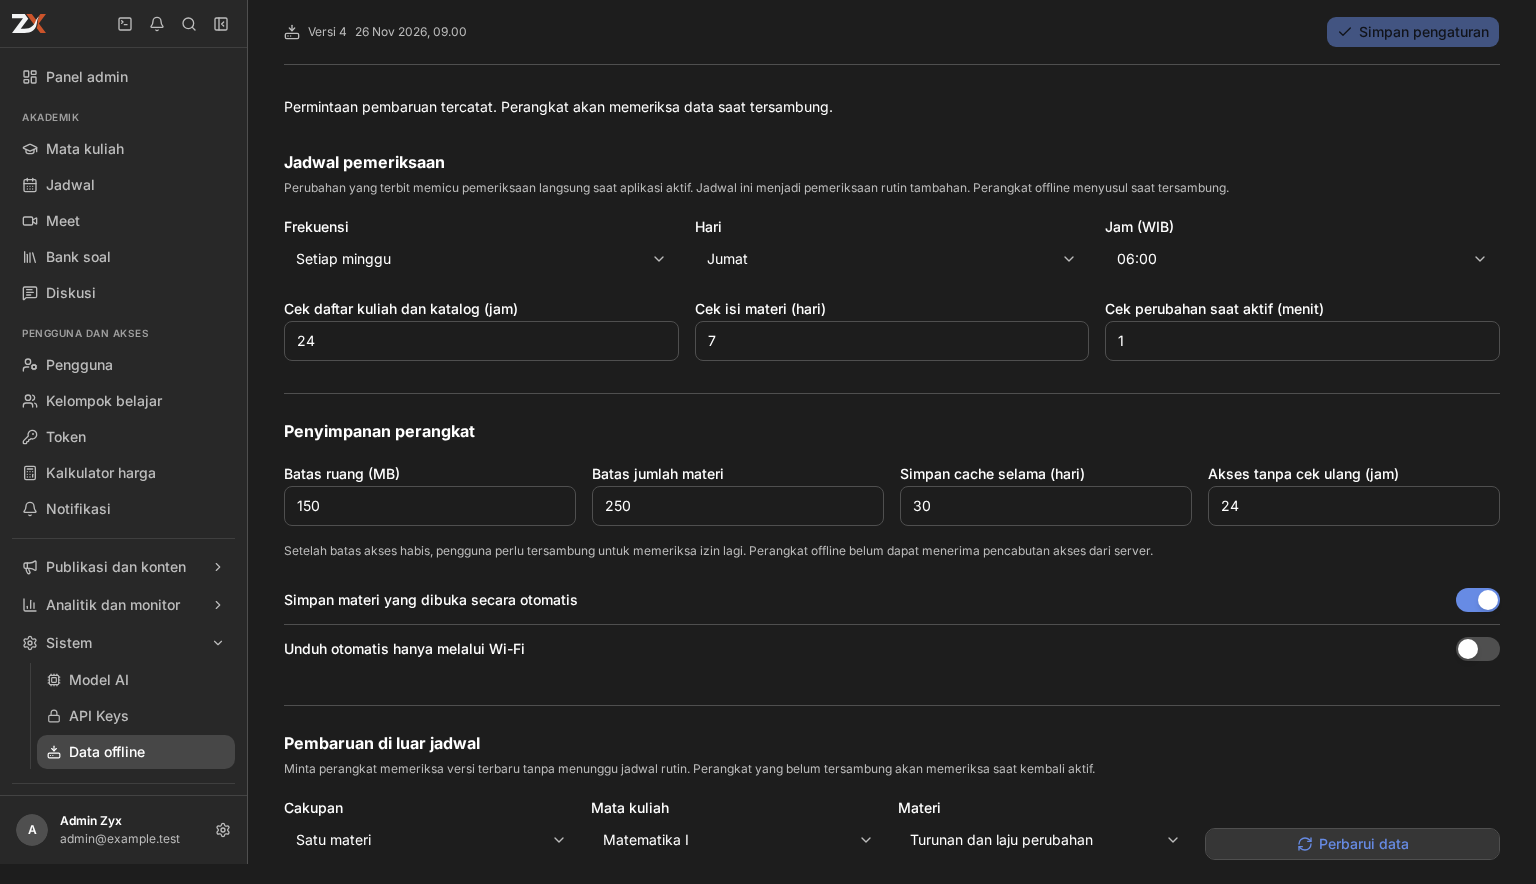 ZX
Panel admin
AKADEMIK
Mata kuliah
Jadwal
Meet
Bank soal
Diskusi
PENGGUNA DAN AKSES
Pengguna
Kelompok belajar
Token
Kalkulator harga
Notifikasi
Publikasi dan konten
Analitik dan monitor
Sistem
Model AI
API Keys
Data offline
A
Admin Zyx
admin@example.test
Versi 4 26 Nov 2026, 09.00
Simpan pengaturan
Permintaan pembaruan tercatat. Perangkat akan memeriksa data saat tersambung.
Jadwal pemeriksaan
Perubahan yang terbit memicu pemeriksaan langsung saat aplikasi aktif. Jadwal ini menjadi pemeriksaan rutin tambahan. Perangkat offline menyusul saat tersambung.
Frekuensi Hari Jam (WIB)
Setiap minggu Jumat 06:00
Cek daftar kuliah dan katalog (jam) Cek isi materi (hari) Cek perubahan saat aktif (menit)
24 7 1
Penyimpanan perangkat
Batas ruang (MB) Batas jumlah materi Simpan cache selama (hari) Akses tanpa cek ulang (jam)
150 250 30 24
Setelah batas akses habis, pengguna perlu tersambung untuk memeriksa izin lagi. Perangkat offline belum dapat menerima pencabutan akses dari server.
Simpan materi yang dibuka secara otomatis
Unduh otomatis hanya melalui Wi-Fi
Pembaruan di luar jadwal
Minta perangkat memeriksa versi terbaru tanpa menunggu jadwal rutin. Perangkat yang belum tersambung akan memeriksa saat kembali aktif.
Cakupan Mata kuliah Materi
Satu materi Matematika I Turunan dan laju perubahan Perbarui data